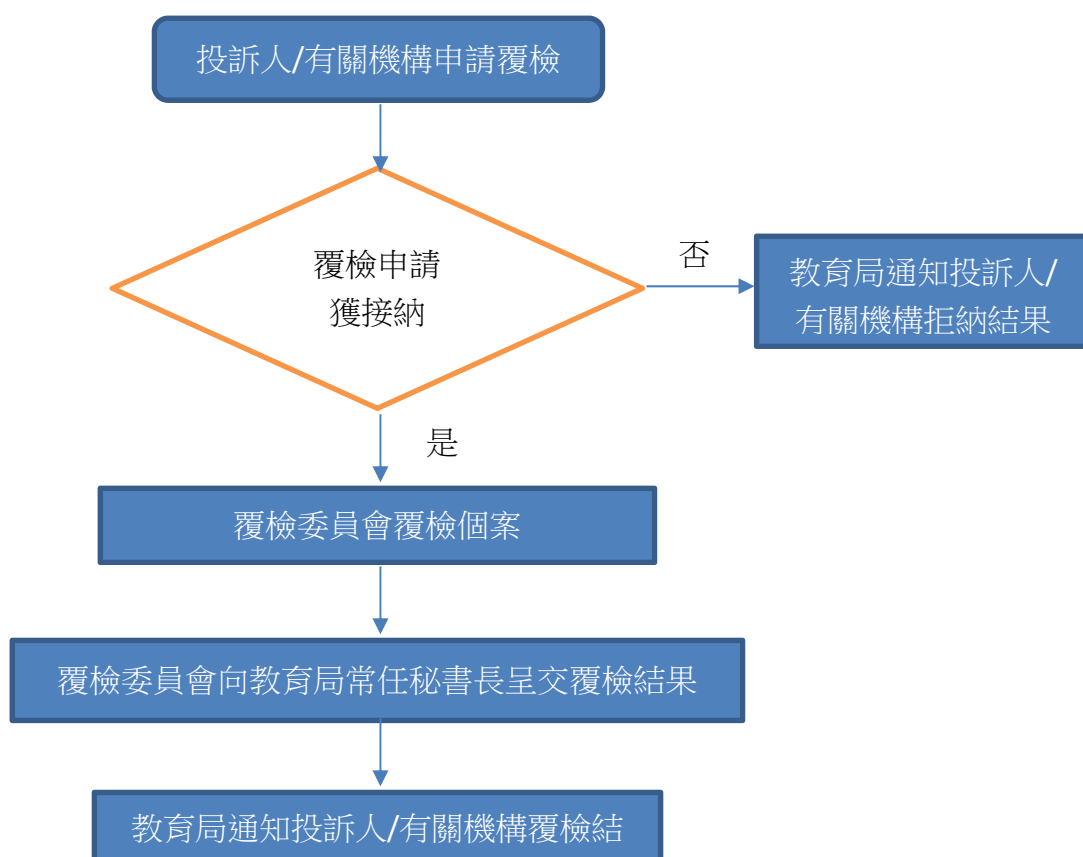 投訴人/有關機構申請覆檢
覆檢申請
獲接納
否
教育局通知投訴人/
有關機構拒納結果
是
覆檢委員會覆檢個案
覆檢委員會向教育局常任秘書長呈交覆檢結果
教育局通知投訴人/有關機構覆檢結